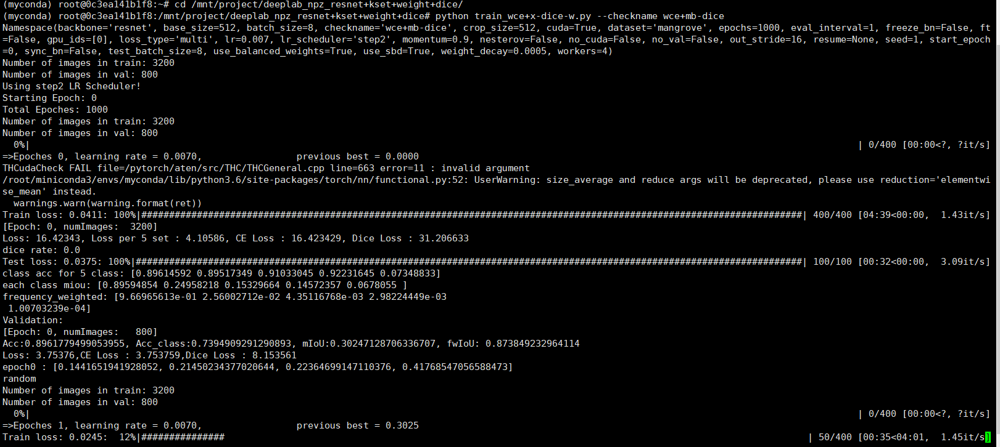 (myconda) root@0c3ea141b1f8:~# cd /mnt/project/deeplab_npz_resnet+kset+weight+dice/
(myconda) root@0c3ea141b1f8:/mnt/project/deeplab_npz_resnet+kset+weight+dice# python train_wce+x-dice-w.py --checkname wce+mb-dice
Namespace(backbone='resnet', base_size=512, batch_size=8, checkname='wce+mb-dice', crop_size=512, cuda=True, dataset='mangrove', epochs=1000, eval_interval=1, freeze_bn=False, ft
=False, gpu_ids=[0], loss_type='multi', lr=0.007, lr_scheduler='step2', momentum=0.9, nesterov=False, no_cuda=False, no_val=False, out_stride=16, resume=None, seed=1, start_epoch
=0, sync_bn=False, test_batch_size=8, use_balanced_weights=True, use_sbd=True, weight_decay=0.0005, workers=4)
Number of images in train: 3200
Number of images in val: 800
Using step2 LR Scheduler!
Starting Epoch: 0
Total Epoches: 1000
Number of images in train: 3200
Number of images in val: 800
  0%|                                                                                                                        | 0/400 [00:00<?, ?it/s]
=>Epoches 0, learning rate = 0.0070,                 previous best = 0.0000
THCudaCheck FAIL file=/pytorch/aten/src/THC/THCGeneral.cpp line=663 error=11 : invalid argument
/root/miniconda3/envs/myconda/lib/python3.6/site-packages/torch/nn/functional.py:52: UserWarning: size_average and reduce args will be deprecated, please use reduction='elementwi
se_mean' instead.
  warnings.warn(warning.format(ret))
Train loss: 0.0411: 100%|#######################################################################################################################| 400/400 [04:39<00:00,  1.43it/s]
[Epoch: 0, numImages:  3200]
Loss: 16.42343, Loss per 5 set : 4.10586, CE Loss : 16.423429, Dice Loss : 31.206633
dice rate: 0.0
Test loss: 0.0375: 100%|########################################################################################################################| 100/100 [00:32<00:00,  3.09it/s]
class acc for 5 class: [0.89614592 0.89517349 0.91033045 0.92231645 0.07348833]
each class miou: [0.89594854 0.24958218 0.15329664 0.14572357 0.0678055 ]
frequency_weighted: [9.66965613e-01 2.56002712e-02 4.35116768e-03 2.98224449e-03
 1.00703239e-04]
Validation:
[Epoch: 0, numImages:   800]
Acc:0.8961779499053955, Acc_class:0.7394909291290893, mIoU:0.30247128706336707, fwIoU: 0.873849232964114
Loss: 3.75376,CE Loss : 3.753759,Dice Loss : 8.153561
epoch0 : [0.1441651941928052, 0.21450234377020644, 0.22364699147110376, 0.41768547056588473]
random
Number of images in train: 3200
Number of images in val: 800
  0%|                                                                                                                        | 0/400 [00:00<?, ?it/s]
=>Epoches 1, learning rate = 0.0070,                 previous best = 0.3025
Train loss: 0.0245:  12%|###############                                                                                                         | 50/400 [00:35<04:01,  1.45it/s]